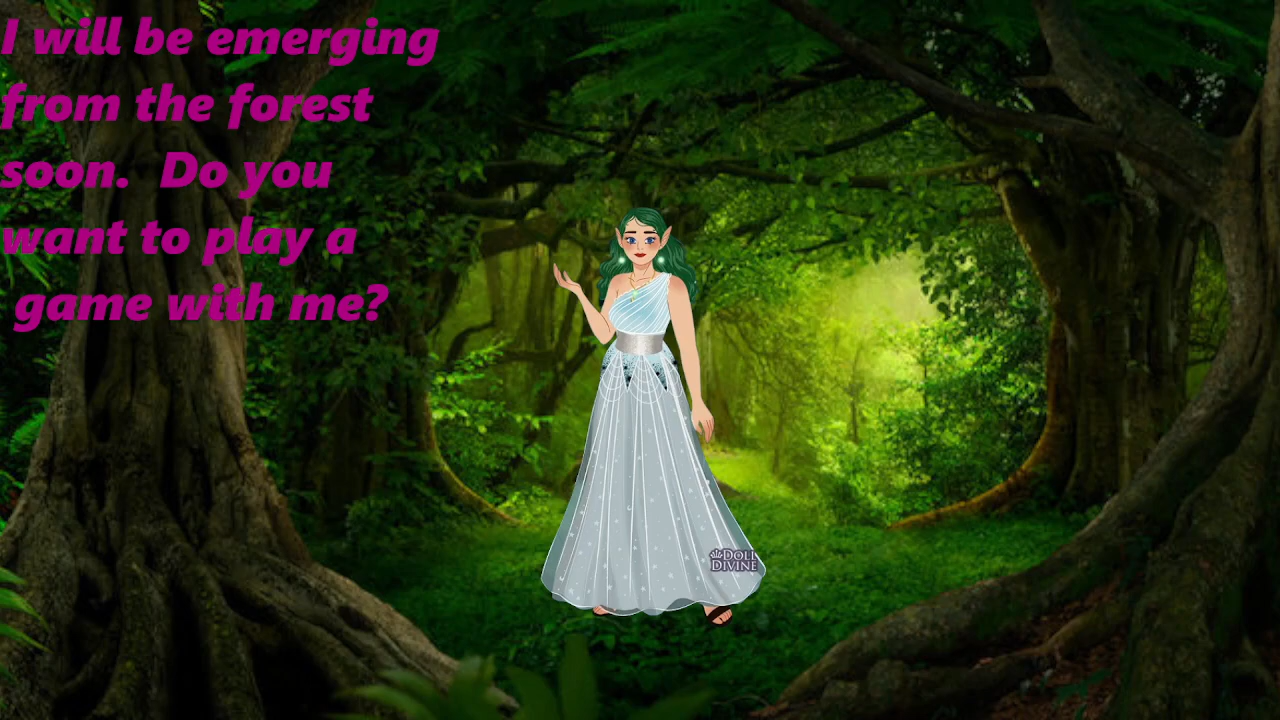 I will be emerging
from the forest
soon.  Do you
want to play a
game with me?
DOLL
DIVINE